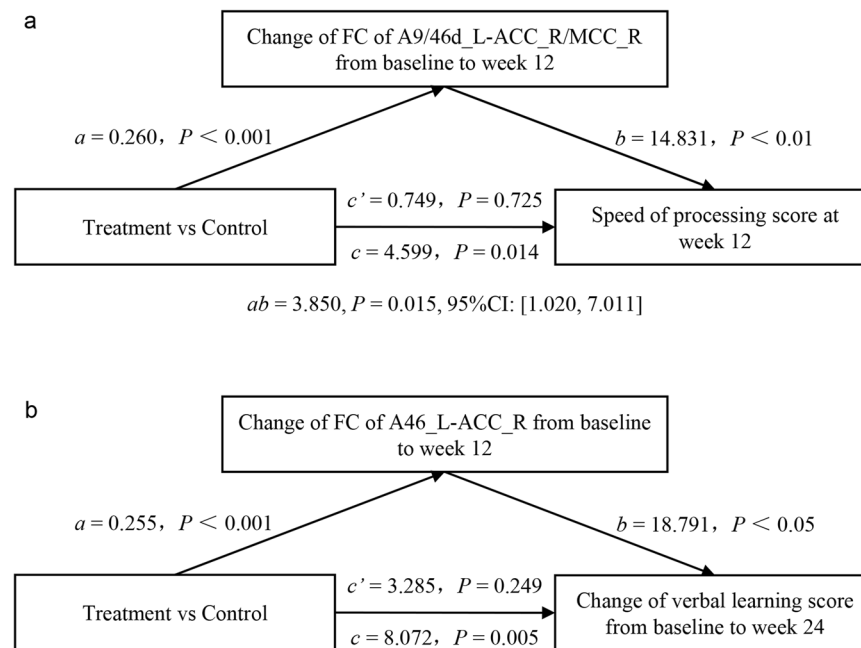 a
Change of FC of A9/46d_L-ACC_R/MCC_R
from baseline to week 12
a = 0.260，P＜0.001
b = 14.831，P＜0.01
Treatment vs Control
c’ = 0.749，P = 0.725
c = 4.599，P = 0.014
Speed of processing score at
week 12
ab = 3.850, P = 0.015, 95%CI: [1.020, 7.011]
b
Change of FC of A46_L-ACC_R from baseline
to week 12
a = 0.255，P＜0.001
b = 18.791，P＜0.05
Treatment vs Control
c’ = 3.285，P = 0.249
c = 8.072，P = 0.005
Change of verbal learning score
from baseline to week 24